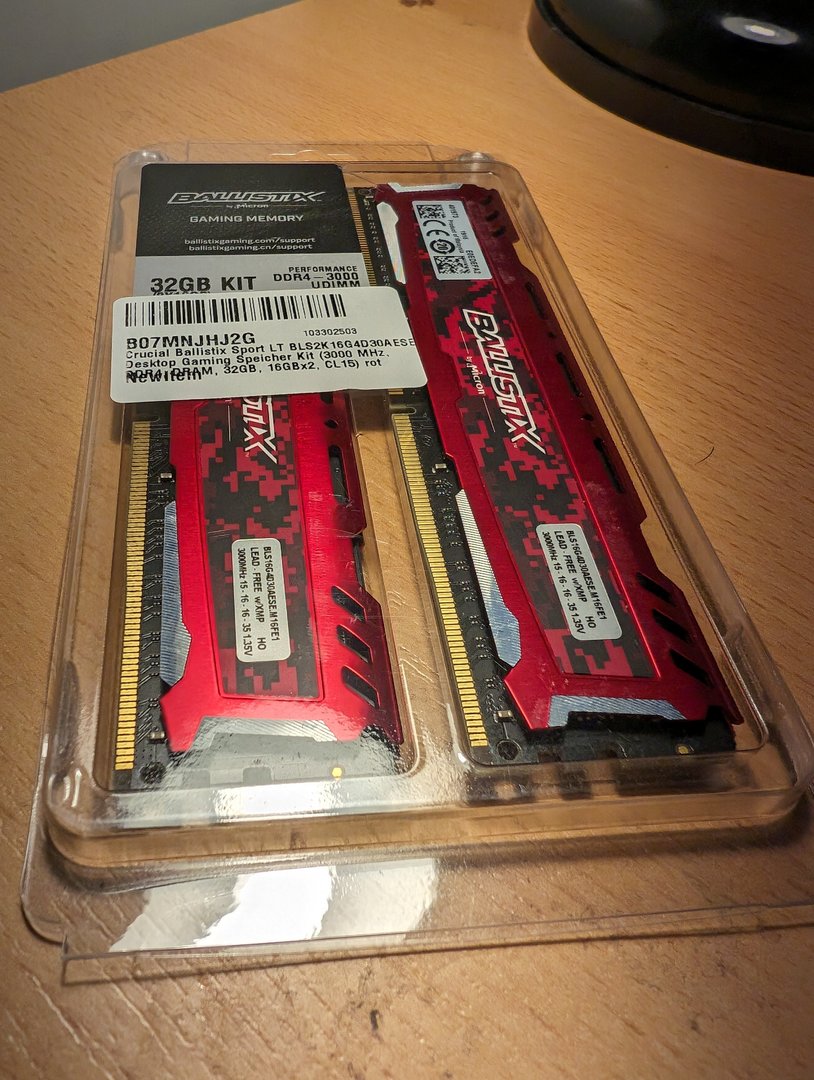 BALLISTIX
by Micron
GAMING MEMORY
ballistixgaming.com/support
ballistixgaming.cn/support
32GB KIT
PERFORMANCE
DDR4-3000
UDIMM
B07MNJHJ2G
103302503
Crucial Ballistix Sport LT BLS2K16G4D30AESE
Desktop Gaming Speicher Kit (3000 MHz,
DDR4, DRAM, 32GB, 16GBx2, CL15) rot
NewItem
BLS16G4D30AESE.M16FE1
LEAD - FREE w/XMP HO
3000MHz 15 - 16 - 16 - 35 1.35V
CE
BALLISTIX
by Micron
BLS16G4D30AESE.M16FE1
LEAD - FREE w/XMP HO
3000MHz 15 - 16 - 16 - 35 1.35V